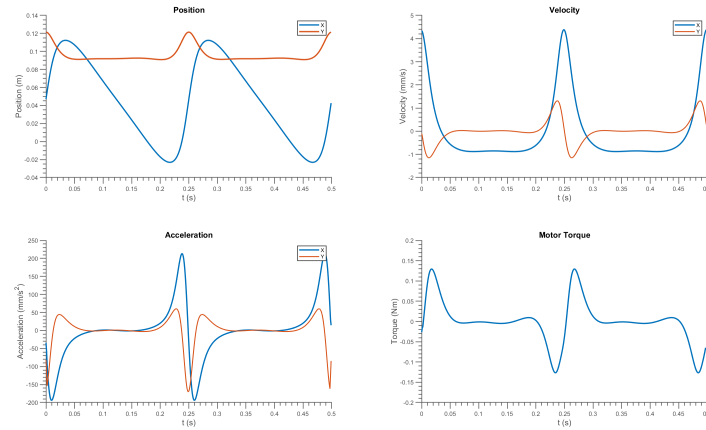 Position
X
Y
0.14
0.12
0.1
0.08
0.06
0.04
0.02
0
-0.02
-0.04
Position (m)
0 0.05 0.1 0.15 0.2 0.25 0.3 0.35 0.4 0.45 0.5
t (s)
Velocity
X
Y
5
4
3
2
1
0
-1
-2
Velocity (mm/s)
0 0.05 0.1 0.15 0.2 0.25 0.3 0.35 0.4 0.45 0.5
t (s)
Acceleration
X
Y
250
200
150
100
50
0
-50
-100
-150
-200
Acceleration (mm/s²)
0 0.05 0.1 0.15 0.2 0.25 0.3 0.35 0.4 0.45 0.5
t (s)
Motor Torque
0.2
0.15
0.1
0.05
0
-0.05
-0.1
-0.15
-0.2
Torque (Nm)
0 0.05 0.1 0.15 0.2 0.25 0.3 0.35 0.4 0.45 0.5
t (s)